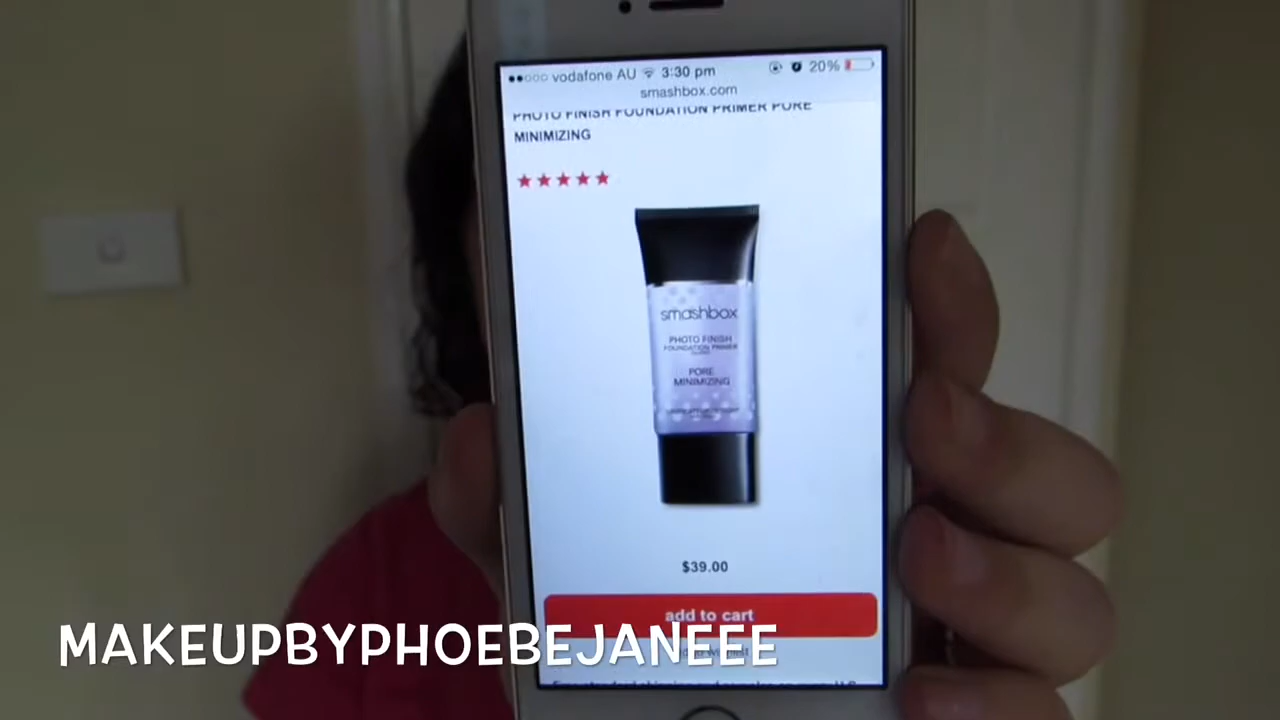 vodafone AU 3:30 pm 20%
smashbox.com
PHOTO FINISH FOUNDATION PRIMER PORE
MINIMIZING
smashbox
PHOTO FINISH
FOUNDATION PRIMER
PORE
MINIMIZING
$39.00
add to cart
MAKEUPBYPHOEBEJANEEE